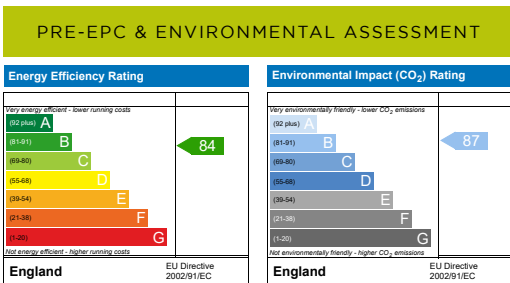 PRE-EPC & ENVIRONMENTAL ASSESSMENT
Energy Efficiency Rating
Very energy efficient - lower running costs
(92 plus) A
(81-91) B
84
(69-80) C
(55-68) D
(39-54) E
(21-38) F
(1-20) G
Not energy efficient - higher running costs
England
EU Directive
2002/91/EC
Environmental Impact (CO₂) Rating
Very environmentally friendly - lower CO₂ emissions
(92 plus) A
(81-91) B
87
(69-80) C
(55-68) D
(39-54) E
(21-38) F
(1-20) G
Not environmentally friendly - higher CO₂ emissions
England
EU Directive
2002/91/EC